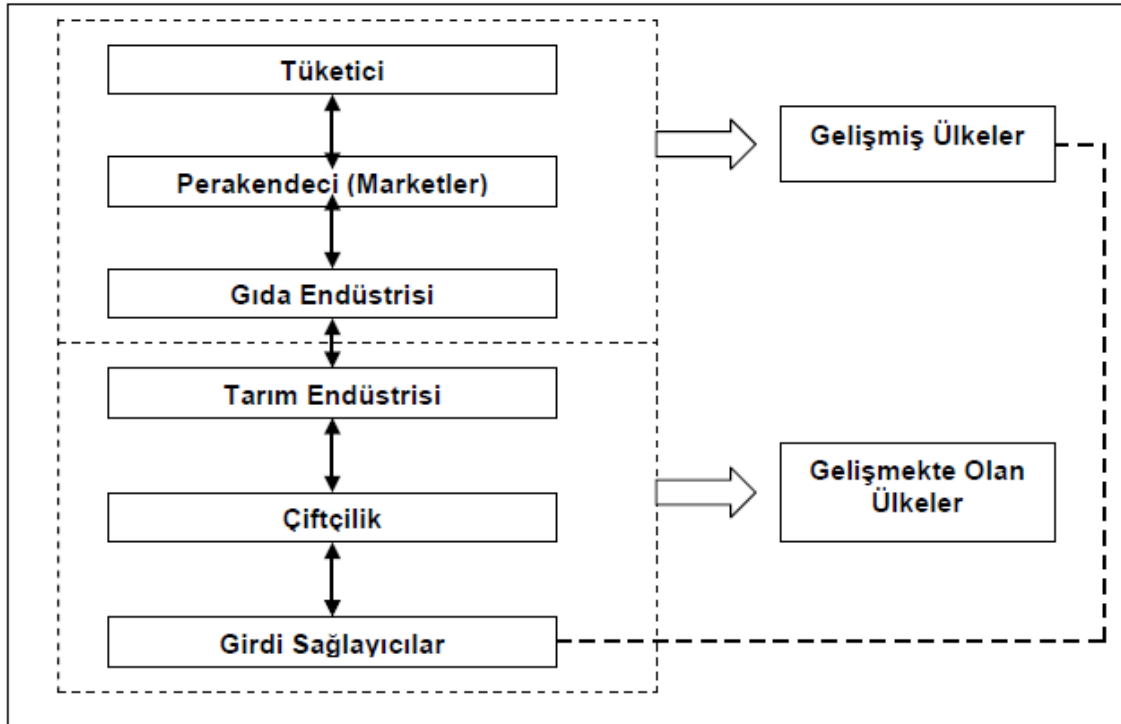 Tüketici
Perakendeci (Marketler)
Gıda Endüstrisi
Tarım Endüstrisi
Çiftçilik
Girdi Sağlayıcılar
Gelişmiş Ülkeler
Gelişmekte Olan
Ülkeler